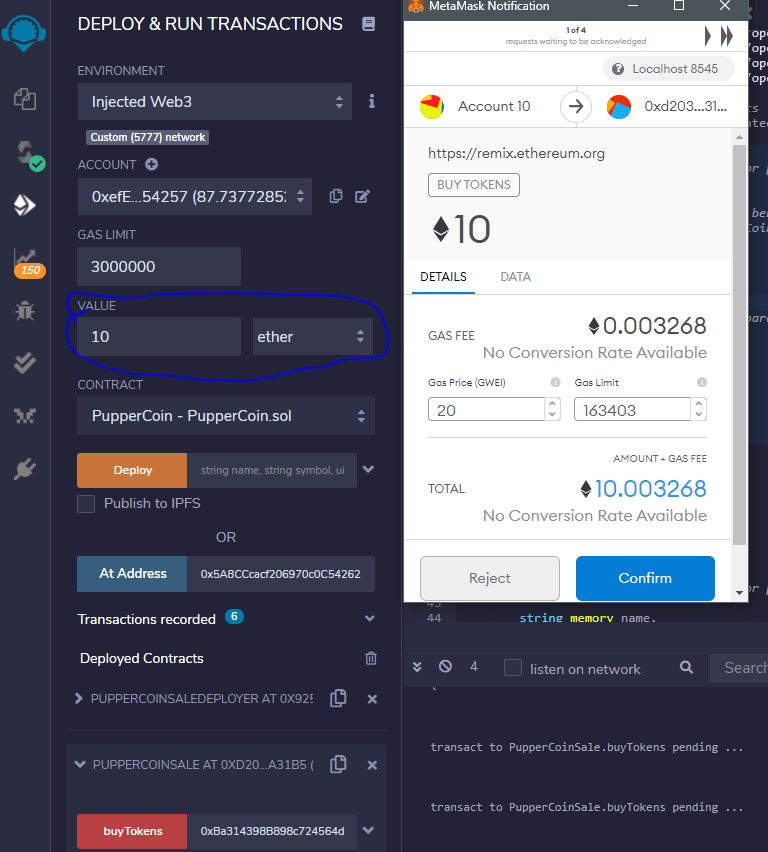 DEPLOY & RUN TRANSACTIONS
ENVIRONMENT
Injected Web3
Custom (5777) network
ACCOUNT
0xefE...54257 (87.7377285
GAS LIMIT
3000000
VALUE
10
ether
CONTRACT
PupperCoin - PupperCoin.sol
Deploy
string name, string symbol, ui
Publish to IPFS
OR
At Address
0x5A8CCcacf206970c0C54262
Transactions recorded 6
Deployed Contracts
PUPPERCOINSALEDEPLOYER AT 0X925
PUPPERCOINSALE AT 0XD20...A31B5 (
buyTokens
0xBa314398B898c724564d
150
MetaMask Notification
1 of 4
requests waiting to be acknowledged
Localhost 8545
Account 10
0xd203...31...
https://remix.ethereum.org
BUY TOKENS
10
DETAILS
DATA
GAS FEE
0.003268
No Conversion Rate Available
Gas Price (GWEI)
Gas Limit
20
163403
AMOUNT + GAS FEE
TOTAL
10.003268
No Conversion Rate Available
Reject
Confirm
44 string memory name,
4
listen on network
Search
transact to PupperCoinSale.buyTokens pending ...
transact to PupperCoinSale.buyTokens pending ...